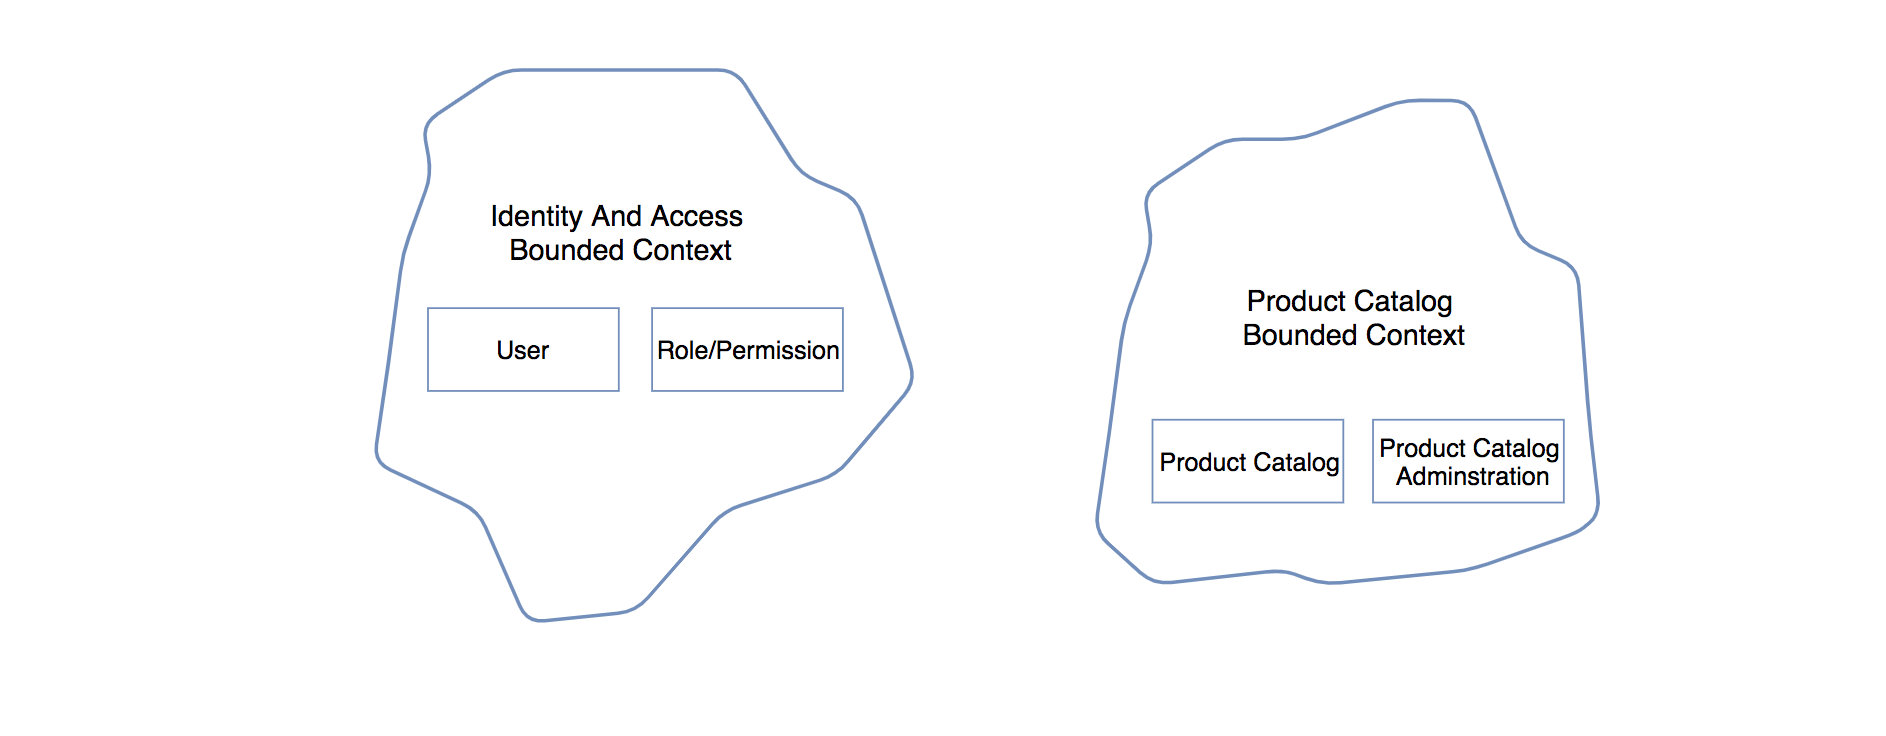 Identity And Access
Bounded Context
User
Role/Permission
Product Catalog
Bounded Context
Product Catalog
Product Catalog
Adminstration